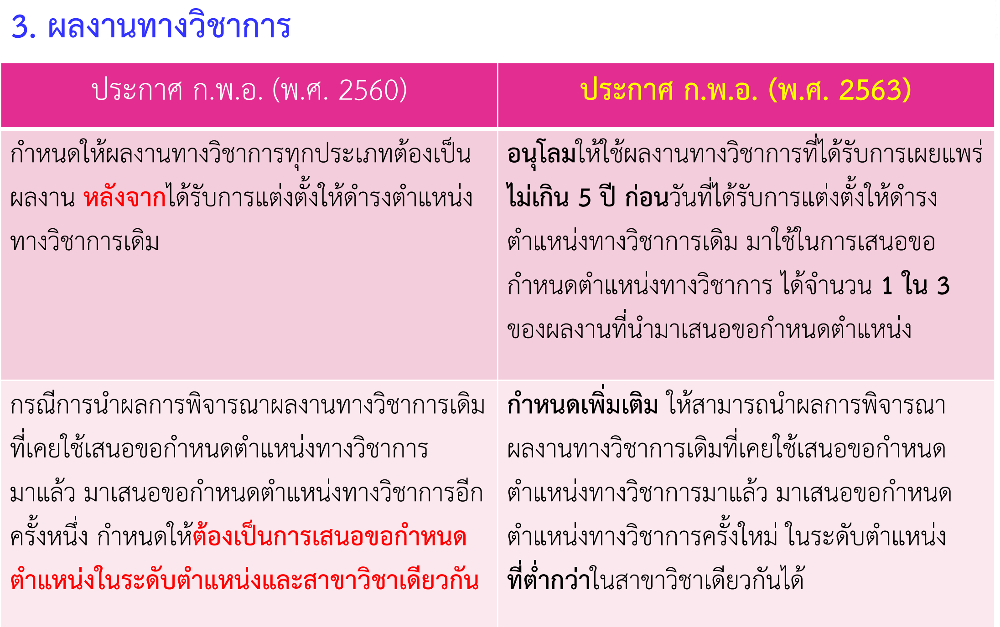 3. ผลงานทางวิชาการ
ประกาศ ก.พ.อ. (พ.ศ. 2560)
ประกาศ ก.พ.อ. (พ.ศ. 2563)
กำหนดให้ผลงานทางวิชาการทุกประเภทต้องเป็น
ผลงาน หลังจากได้รับการแต่งตั้งให้ดำรงตำแหน่ง
ทางวิชาการเดิม
อนุโลมให้ใช้ผลงานทางวิชาการที่ได้รับการเผยแพร่
ไม่เกิน 5 ปี ก่อนวันที่ได้รับการแต่งตั้งให้ดำรง
ตำแหน่งทางวิชาการเดิม มาใช้ในการเสนอขอ
กำหนดตำแหน่งทางวิชาการ ได้จำนวน 1 ใน 3
ของผลงานที่นำมาเสนอขอกำหนดตำแหน่ง
กรณีการนำผลการพิจารณาผลงานทางวิชาการเดิม
ที่เคยใช้เสนอขอกำหนดตำแหน่งทางวิชาการ
มาแล้ว มาเสนอขอกำหนดตำแหน่งทางวิชาการอีก
ครั้งหนึ่ง กำหนดให้ต้องเป็นการเสนอขอกำหนด
ตำแหน่งในระดับตำแหน่งและสาขาวิชาเดียวกัน
กำหนดเพิ่มเติม ให้สามารถนำผลการพิจารณา
ผลงานทางวิชาการเดิมที่เคยใช้เสนอขอกำหนด
ตำแหน่งทางวิชาการมาแล้ว มาเสนอขอกำหนด
ตำแหน่งทางวิชาการครั้งใหม่ ในระดับตำแหน่ง
ที่ต่ำกว่าในสาขาวิชาเดียวกันได้